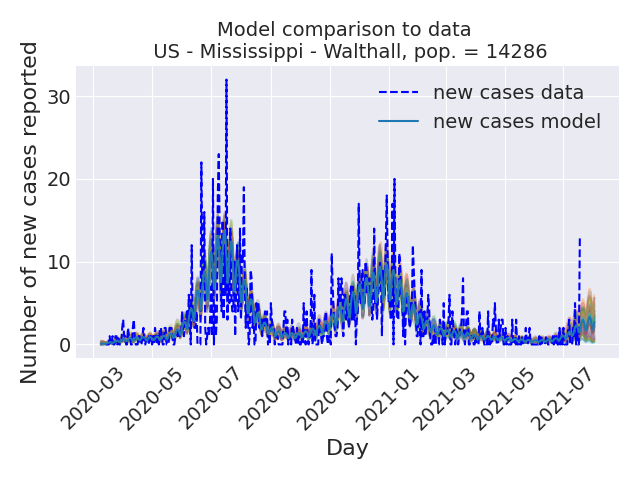 Model comparison to data
US - Mississippi - Walthall, pop. = 14286
Number of new cases reported
30
20
10
0
new cases data
new cases model
2020-03
2020-05
2020-07
2020-09
2020-11
2021-01
2021-03
2021-05
2021-07
Day